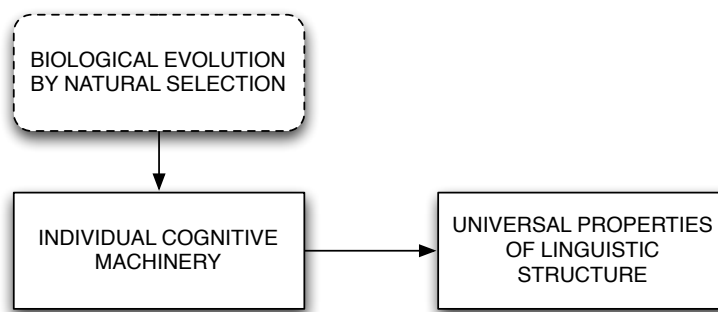 BIOLOGICAL EVOLUTION
BY NATURAL SELECTION
INDIVIDUAL COGNITIVE
MACHINERY
UNIVERSAL PROPERTIES
OF LINGUISTIC
STRUCTURE